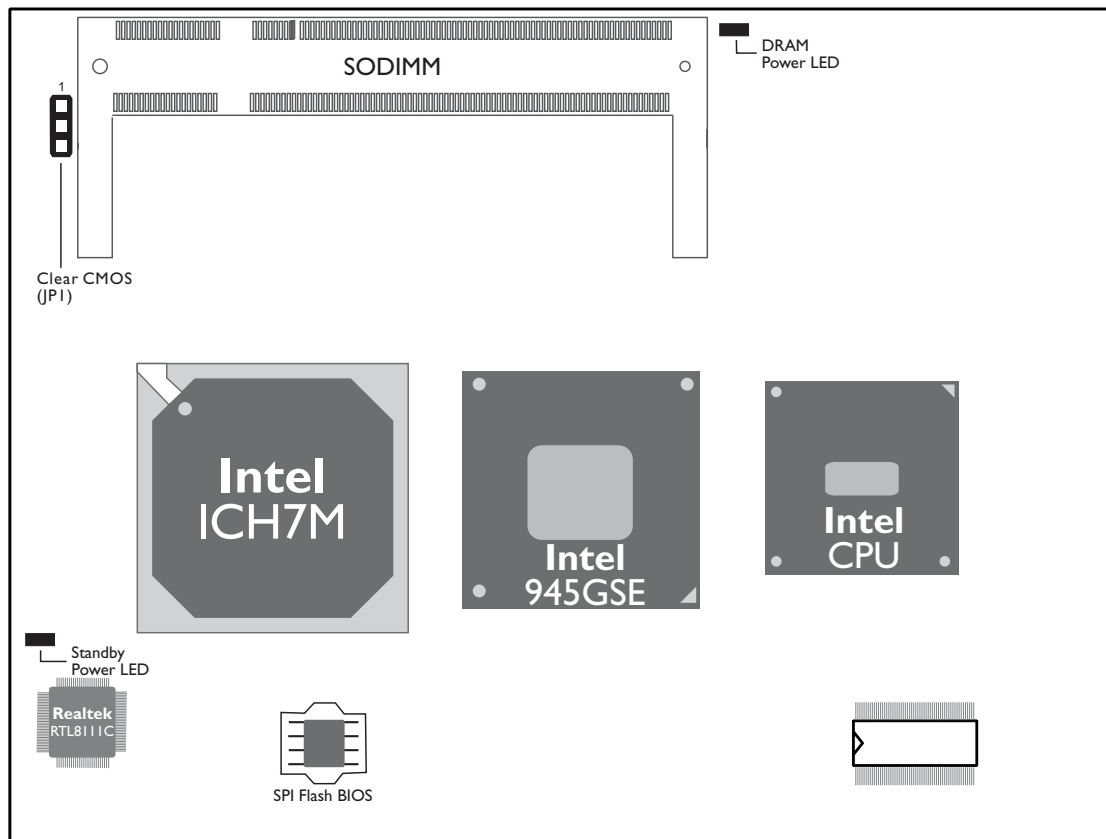 SODIMM
DRAM
Power LED
1
Clear CMOS
(JP1)
Intel
ICH7M
Intel
945GSE
Intel
CPU
Standby
Power LED
Realtek
RTL8111C
SPI Flash BIOS